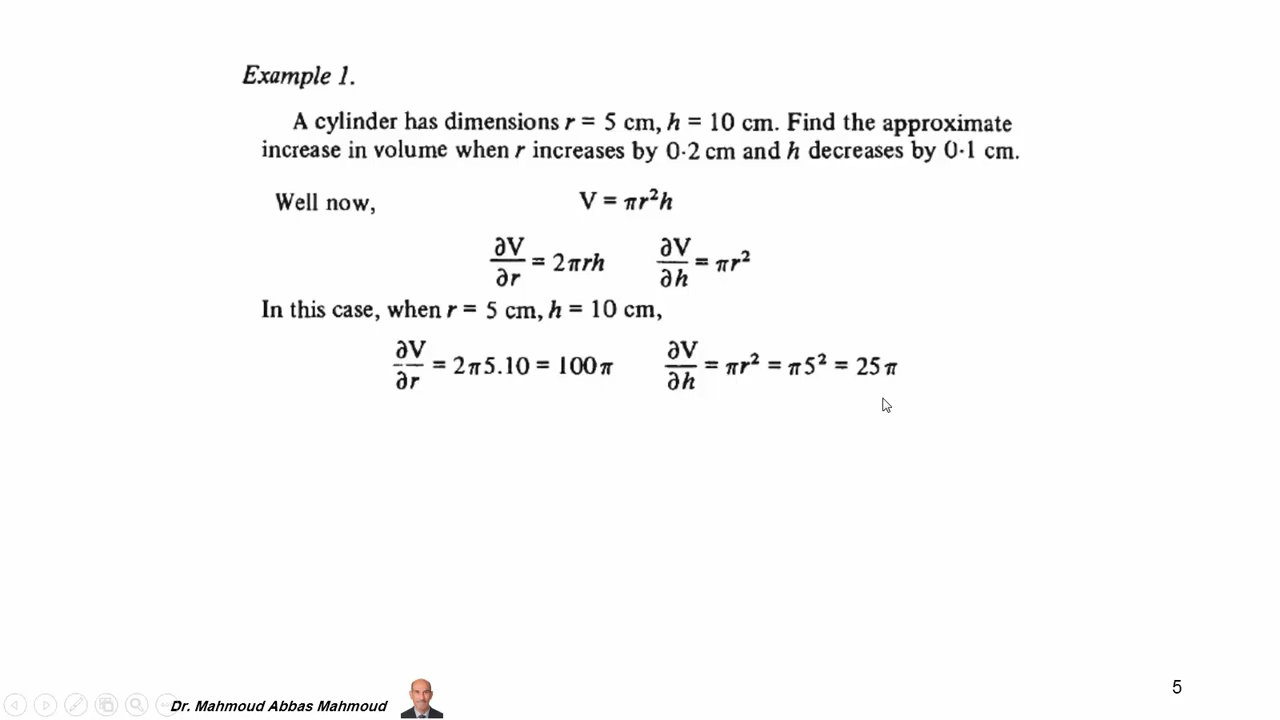 Example 1.
A cylinder has dimensions r = 5 cm, h = 10 cm. Find the approximate
increase in volume when r increases by 0·2 cm and h decreases by 0·1 cm.
Well now, V = πr²h
∂V/∂r = 2πrh ∂V/∂h = πr²
In this case, when r = 5 cm, h = 10 cm,
∂V/∂r = 2π5.10 = 100π ∂V/∂h = πr² = π5² = 25π
5
Dr. Mahmoud Abbas Mahmoud